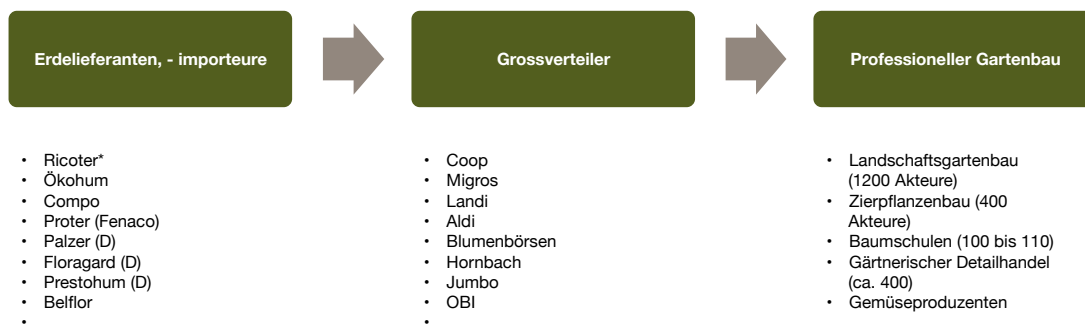 Erdelieferanten, - importeure
Grossverteiler
Professioneller Gartenbau
• Ricoter*
• Ökohum
• Compo
• Proter (Fenaco)
• Palzer (D)
• Floragard (D)
• Prestohum (D)
• Belflor
•
• Coop
• Migros
• Landi
• Aldi
• Blumenbörsen
• Hornbach
• Jumbo
• OBI
•
• Landschaftsgartenbau
(1200 Akteure)
• Zierpflanzenbau (400
Akteure)
• Baumschulen (100 bis 110)
• Gärtnerischer Detailhandel
(ca. 400)
• Gemüseproduzenten